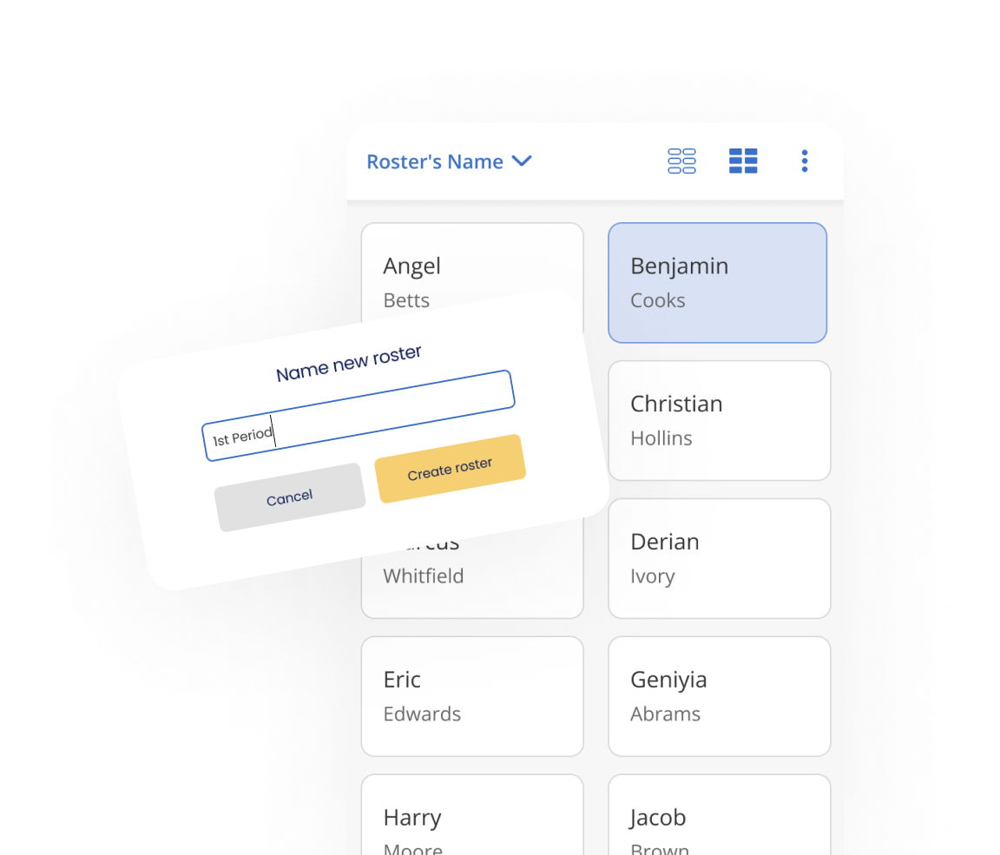 Roster's Name
Angel
Betts
Benjamin
Cooks
Name new roster
1st Period
Cancel
Create roster
Christian
Hollins
Whitfield
Derian
Ivory
Eric
Edwards
Geniyia
Abrams
Harry
Moore
Jacob
Brown